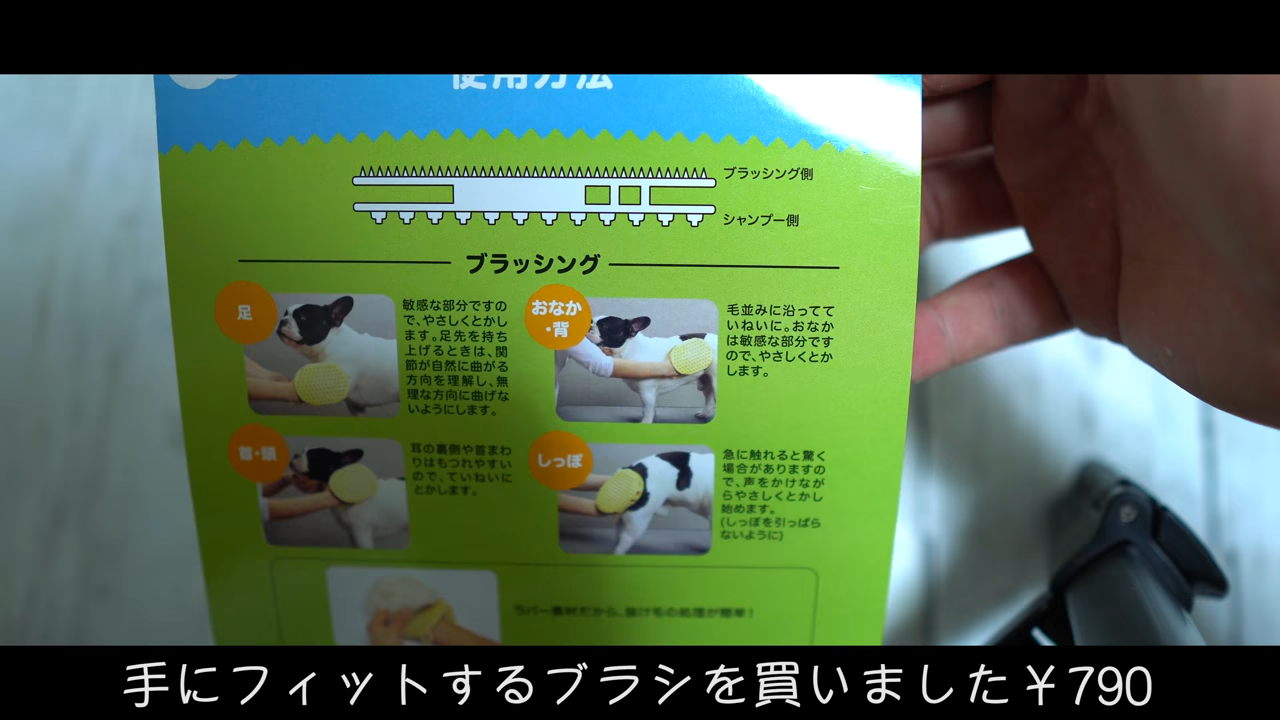 使用方法
ブラッシング側
シャンプー側
ブラッシング
足
敏感な部分ですの
で、やさしくとかし
ます。足先を持ち
上げるときは、関
節が自然に曲がる
方向を理解し、無
理な方向に曲げな
いようにします。
おなか
・背
毛並みに沿ってて
いねいに。おなか
は敏感な部分です
ので、やさしくとか
します。
首・頭
耳の裏側や首まわ
りはもつれやすい
ので、ていねいに
とかします。
しっぽ
急に触れると驚く
場合がありますの
で、声をかけなが
らやさしくとかし
始めます。
(しっぽを引っぱら
ないように)
ラバー素材だから、抜け毛の処理が簡単!
手にフィットするブラシを買いました￥790